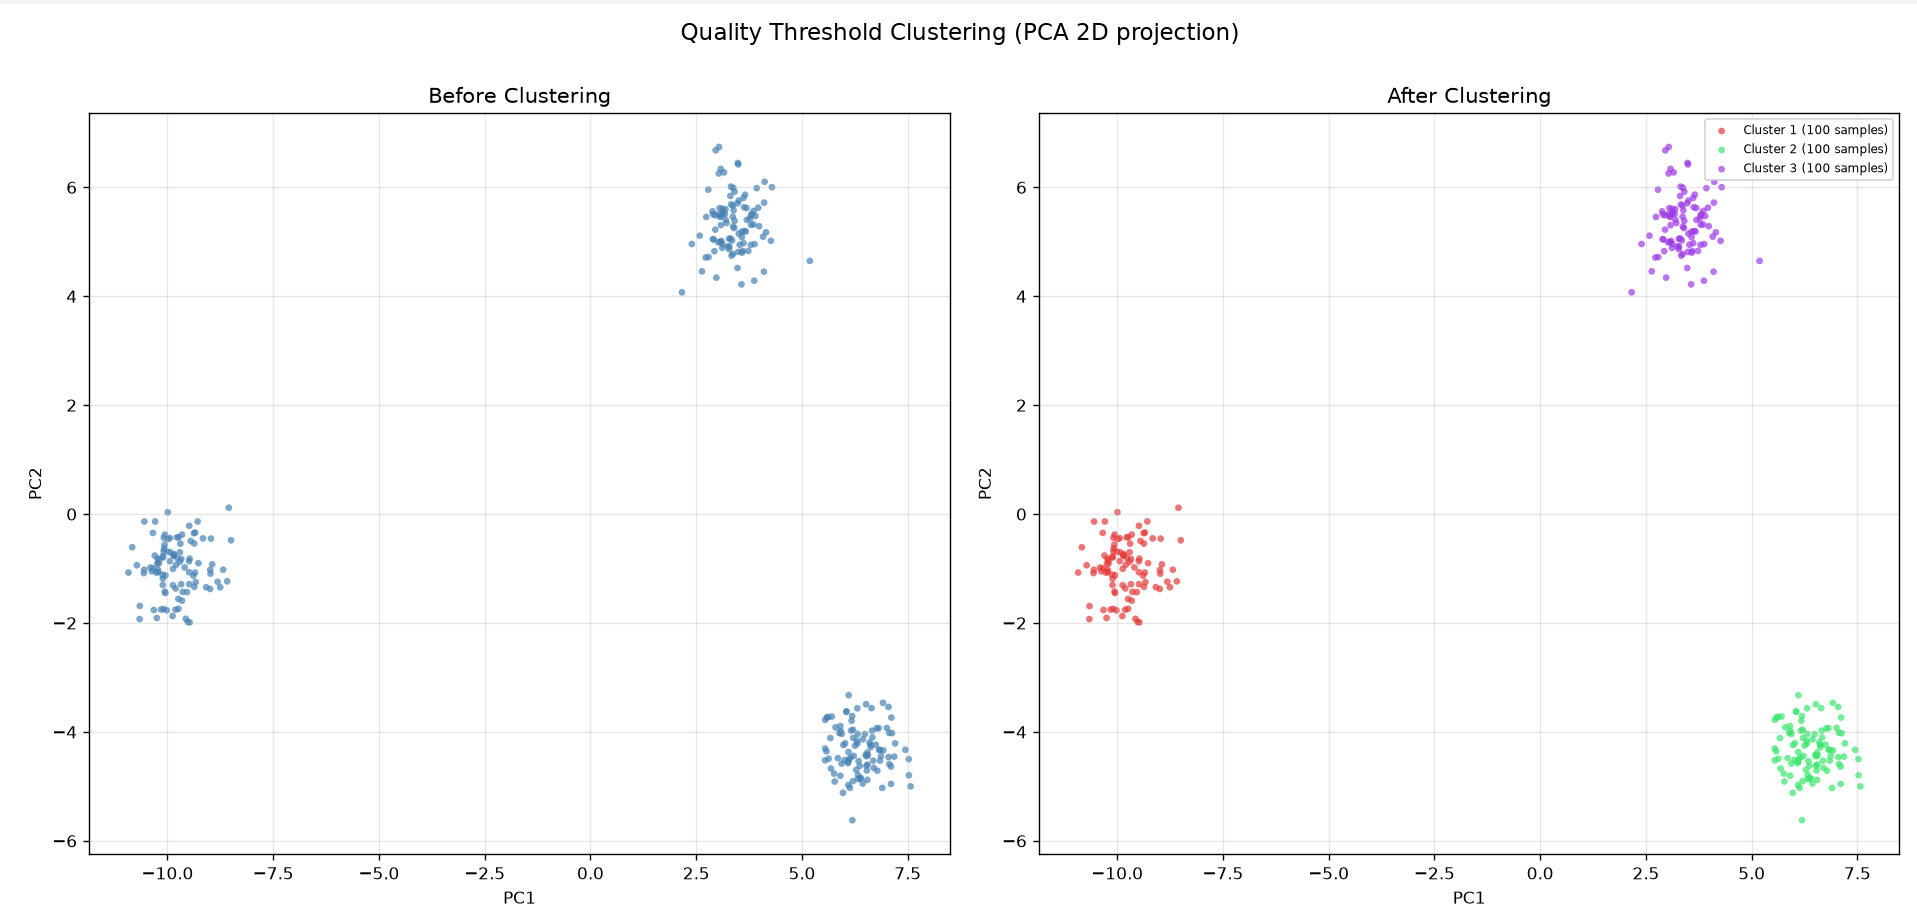 Quality Threshold Clustering (PCA 2D projection)
Before Clustering
6
4
2
0
−2
−4
−6
PC2
−10.0 −7.5 −5.0 −2.5 0.0 2.5 5.0 7.5
PC1
After Clustering
Cluster 1 (100 samples)
Cluster 2 (100 samples)
Cluster 3 (100 samples)
6
4
2
0
−2
−4
−6
PC2
−10.0 −7.5 −5.0 −2.5 0.0 2.5 5.0 7.5
PC1